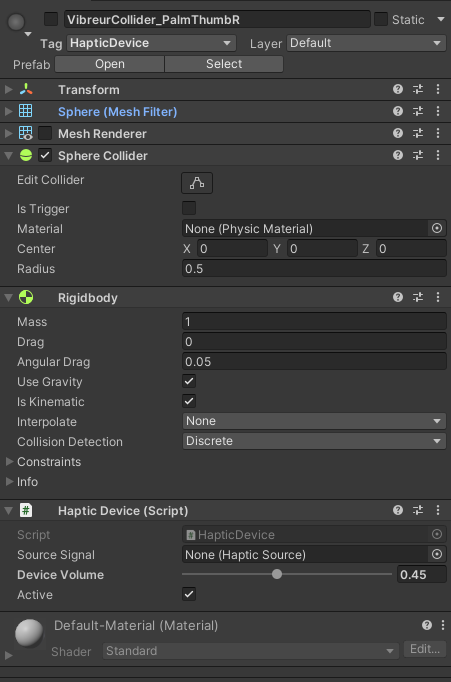 VibreurCollider_PalmThumbR Static
Tag HapticDevice Layer Default
Prefab Open Select
Transform
Sphere (Mesh Filter)
Mesh Renderer
Sphere Collider
Edit Collider
Is Trigger
Material None (Physic Material)
Center X 0 Y 0 Z 0
Radius 0.5
Rigidbody
Mass 1
Drag 0
Angular Drag 0.05
Use Gravity
Is Kinematic
Interpolate None
Collision Detection Discrete
Constraints
Info
# Haptic Device (Script)
Script # HapticDevice
Source Signal None (Haptic Source)
Device Volume 0.45
Active
Default-Material (Material)
Shader Standard Edit...